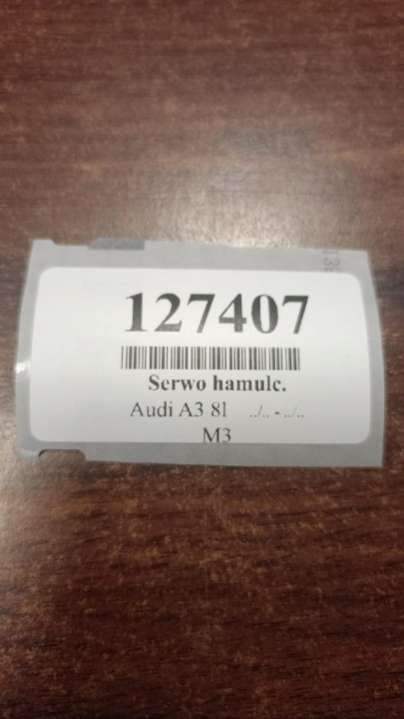 127407
Serwo hamulc.
Audi A3 8l ../.. - ../..
M3